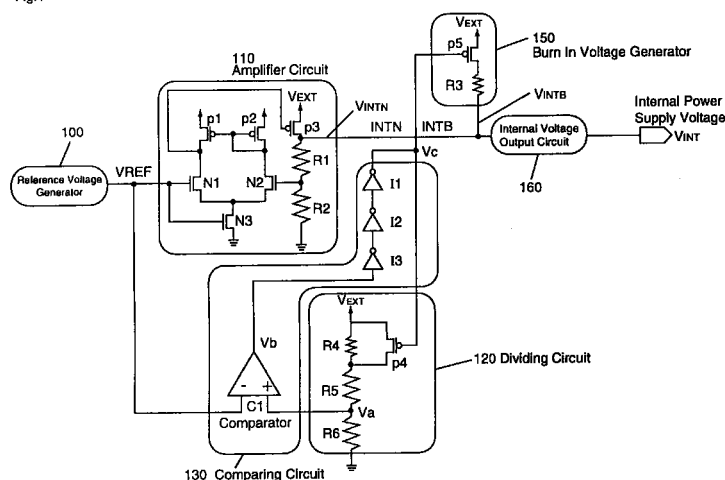 150
Burn In Voltage Generator
VEXT
p5
R3
110
Amplifier Circuit
p1
p2
VEXT
p3
VINTN
INTN
INTB
VINTB
Internal Power
Supply Voltage
VINT
Internal Voltage
Output Circuit
160
100
VREF
Reference Voltage
Generator
N1
N2
N3
R1
R2
Vc
I1
I2
I3
VEXT
R4
p4
R5
Va
R6
120 Dividing Circuit
Vb
-
+
C1
Comparator
130 Comparing Circuit